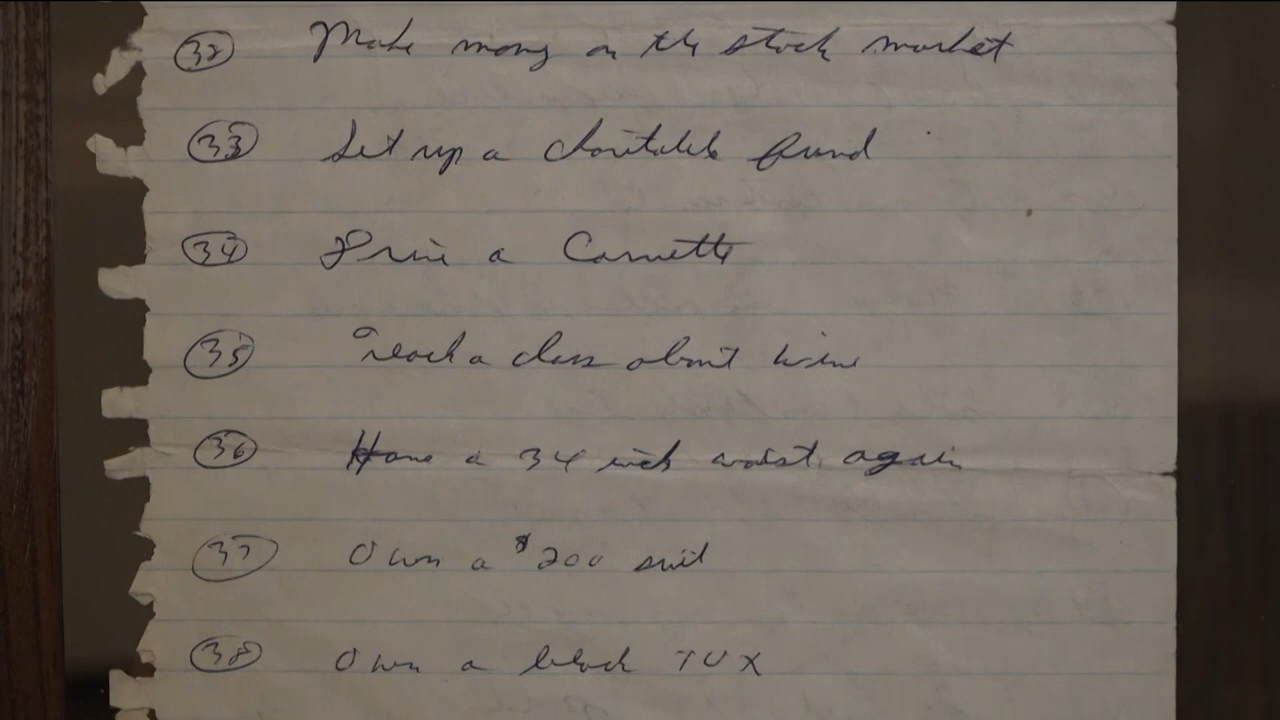 32 Make money on the stock market
33 Set up a charitable fund
34 Drive a Corvette
35 Teach a class about wine
36 Have a 34 inch waist again
37 Own a $200 suit
38 Own a black TUX